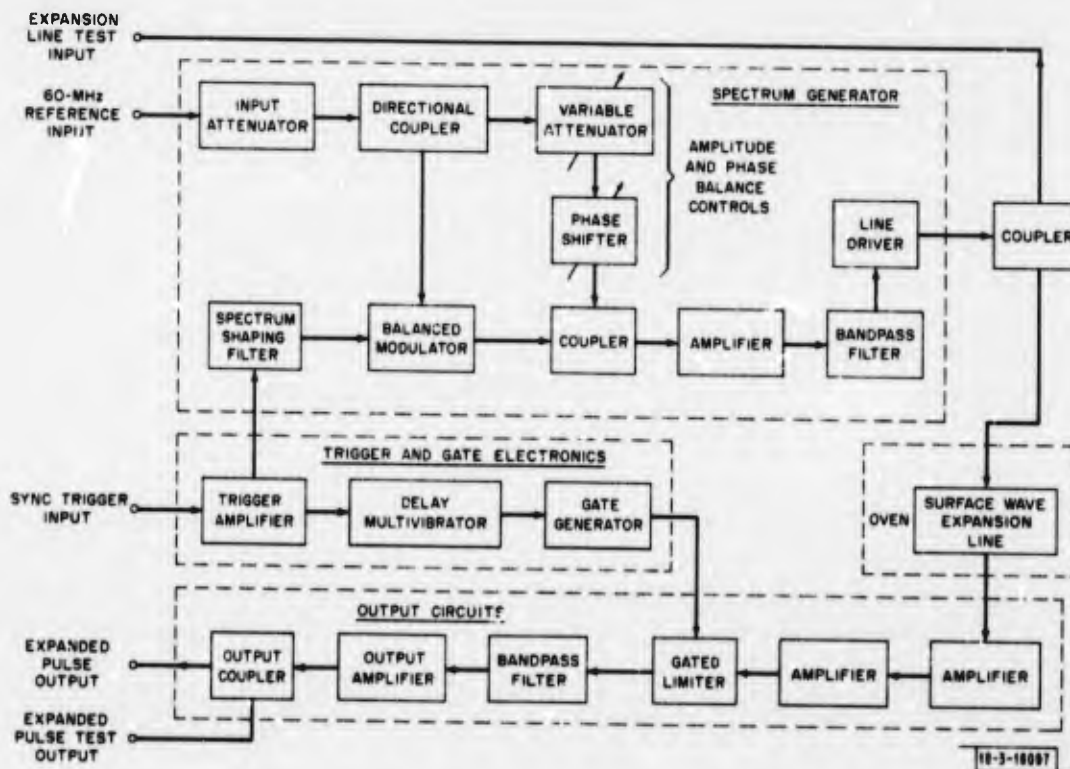 EXPANSION
LINE TEST
INPUT
60-MHz
REFERENCE
INPUT
INPUT
ATTENUATOR
DIRECTIONAL
COUPLER
VARIABLE
ATTENUATOR
SPECTRUM GENERATOR
AMPLITUDE
AND PHASE
BALANCE
CONTROLS
PHASE
SHIFTER
LINE
DRIVER
COUPLER
SPECTRUM
SHAPING
FILTER
BALANCED
MODULATOR
COUPLER
AMPLIFIER
BANDPASS
FILTER
TRIGGER AND GATE ELECTRONICS
SYNC TRIGGER
INPUT
TRIGGER
AMPLIFIER
DELAY
MULTIVIBRATOR
GATE
GENERATOR
OVEN
SURFACE WAVE
EXPANSION
LINE
OUTPUT CIRCUITS
EXPANDED
PULSE
OUTPUT
OUTPUT
COUPLER
OUTPUT
AMPLIFIER
BANDPASS
FILTER
GATED
LIMITER
AMPLIFIER
AMPLIFIER
EXPANDED
PULSE TEST
OUTPUT
18-3-16097